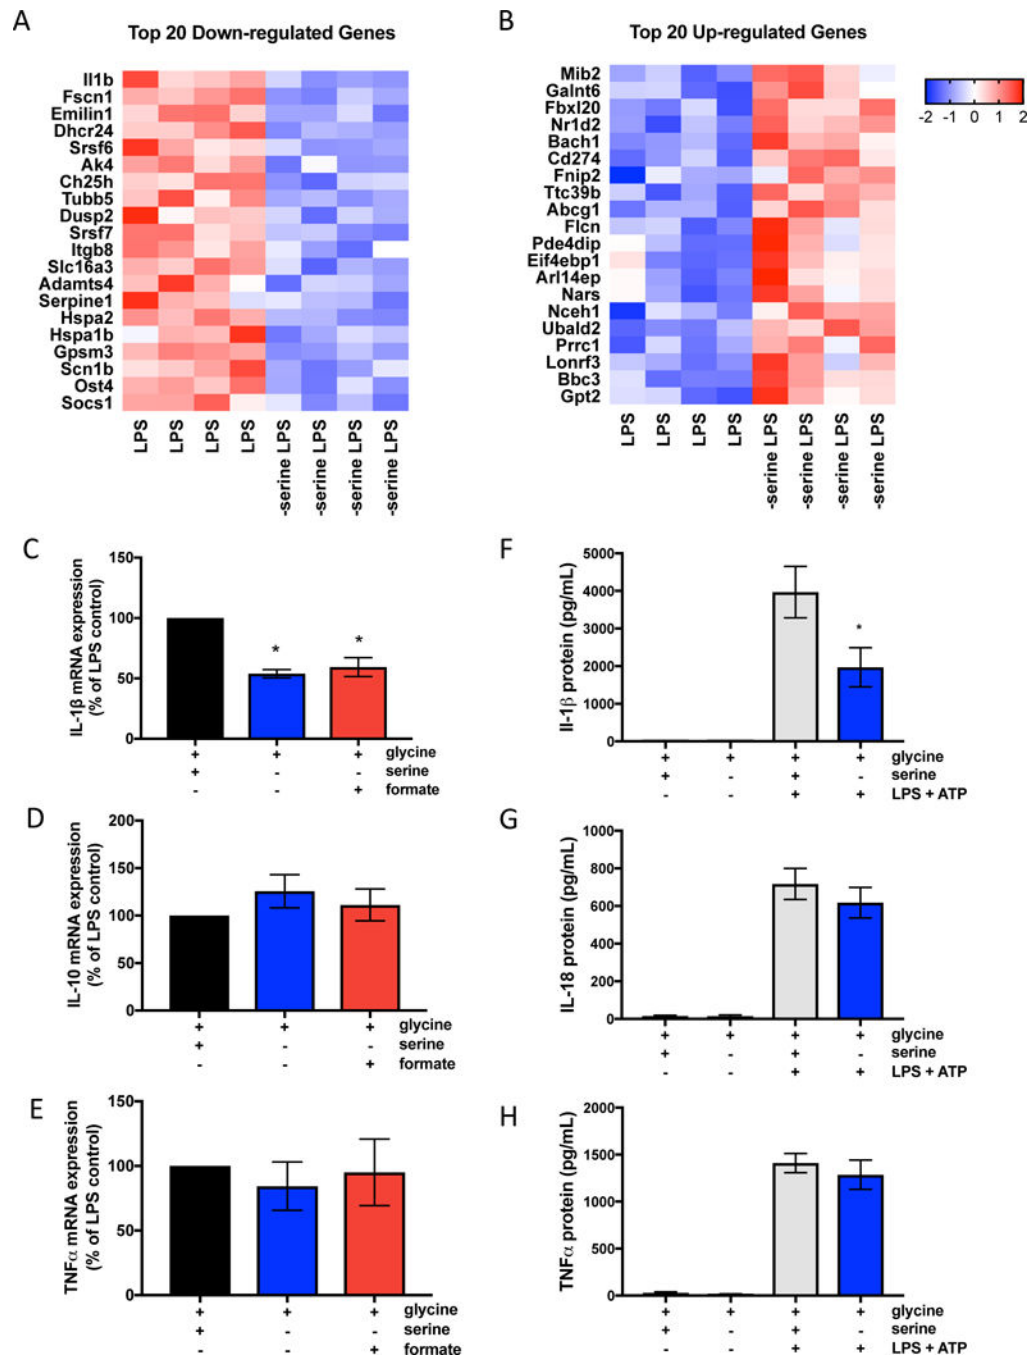 A
Top 20 Down-regulated Genes
Il1b
Fscn1
Emilin1
Dhcr24
Srsf6
Ak4
Ch25h
Tubb5
Dusp2
Srsf7
Itgb8
Slc16a3
Adamts4
Serpine1
Hspa2
Hspa1b
Gpsm3
Scn1b
Ost4
Socs1
LPS
LPS
LPS
LPS
-serine LPS
-serine LPS
-serine LPS
-serine LPS
B
Top 20 Up-regulated Genes
Mib2
Galnt6
Fbxl20
Nr1d2
Bach1
Cd274
Fnip2
Ttc39b
Abcg1
Flcn
Pde4dip
Eif4ebp1
Arl14ep
Nars
Nceh1
Ubald2
Prrc1
Lonrf3
Bbc3
Gpt2
LPS
LPS
LPS
LPS
-serine LPS
-serine LPS
-serine LPS
-serine LPS
-2 -1 0 1 2
C
IL-1β mRNA expression
(% of LPS control)
150
100
50
0
* *
+ + + glycine
+ - - serine
- - + formate
D
IL-10 mRNA expression
(% of LPS control)
200
150
100
50
0
+ + + glycine
+ - - serine
- - + formate
E
TNFα mRNA expression
(% of LPS control)
150
100
50
0
+ + + glycine
+ - - serine
- - + formate
F
Il-1β protein (pg/mL)
5000
4000
3000
2000
1000
0
*
+ + + + glycine
+ - + - serine
- - + + LPS + ATP
G
IL-18 protein (pg/mL)
1000
800
600
400
200
0
+ + + + glycine
+ - + - serine
- - + + LPS + ATP
H
TNFα protein (pg/mL)
2000
1500
1000
500
0
+ + + + glycine
+ - + - serine
- - + + LPS + ATP